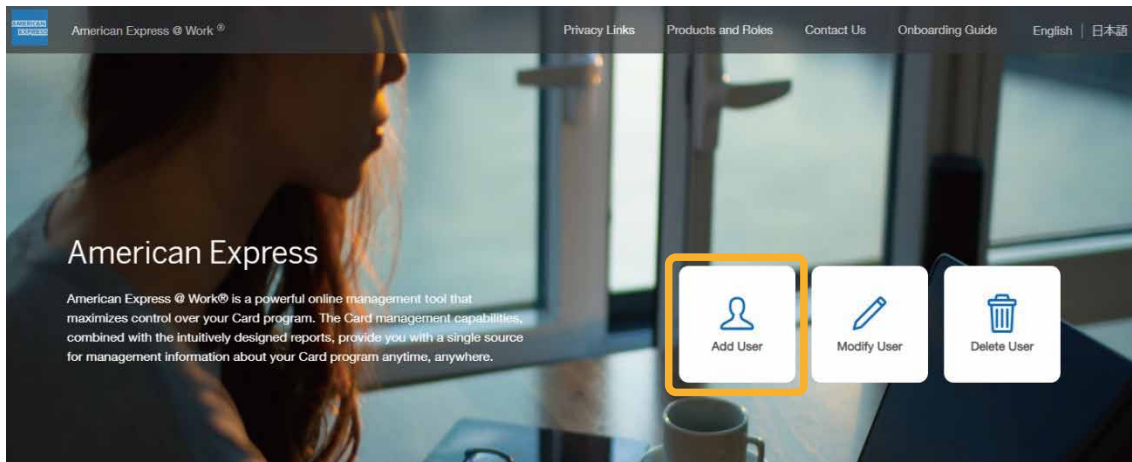 AMERICAN
EXPRESS
American Express @ Work ®
Privacy Links
Products and Roles
Contact Us
Onboarding Guide
English | 日本語
American Express
American Express @ Work® is a powerful online management tool that
maximizes control over your Card program. The Card management capabilities,
combined with the intuitively designed reports, provide you with a single source
for management information about your Card program anytime, anywhere.
Add User
Modify User
Delete User